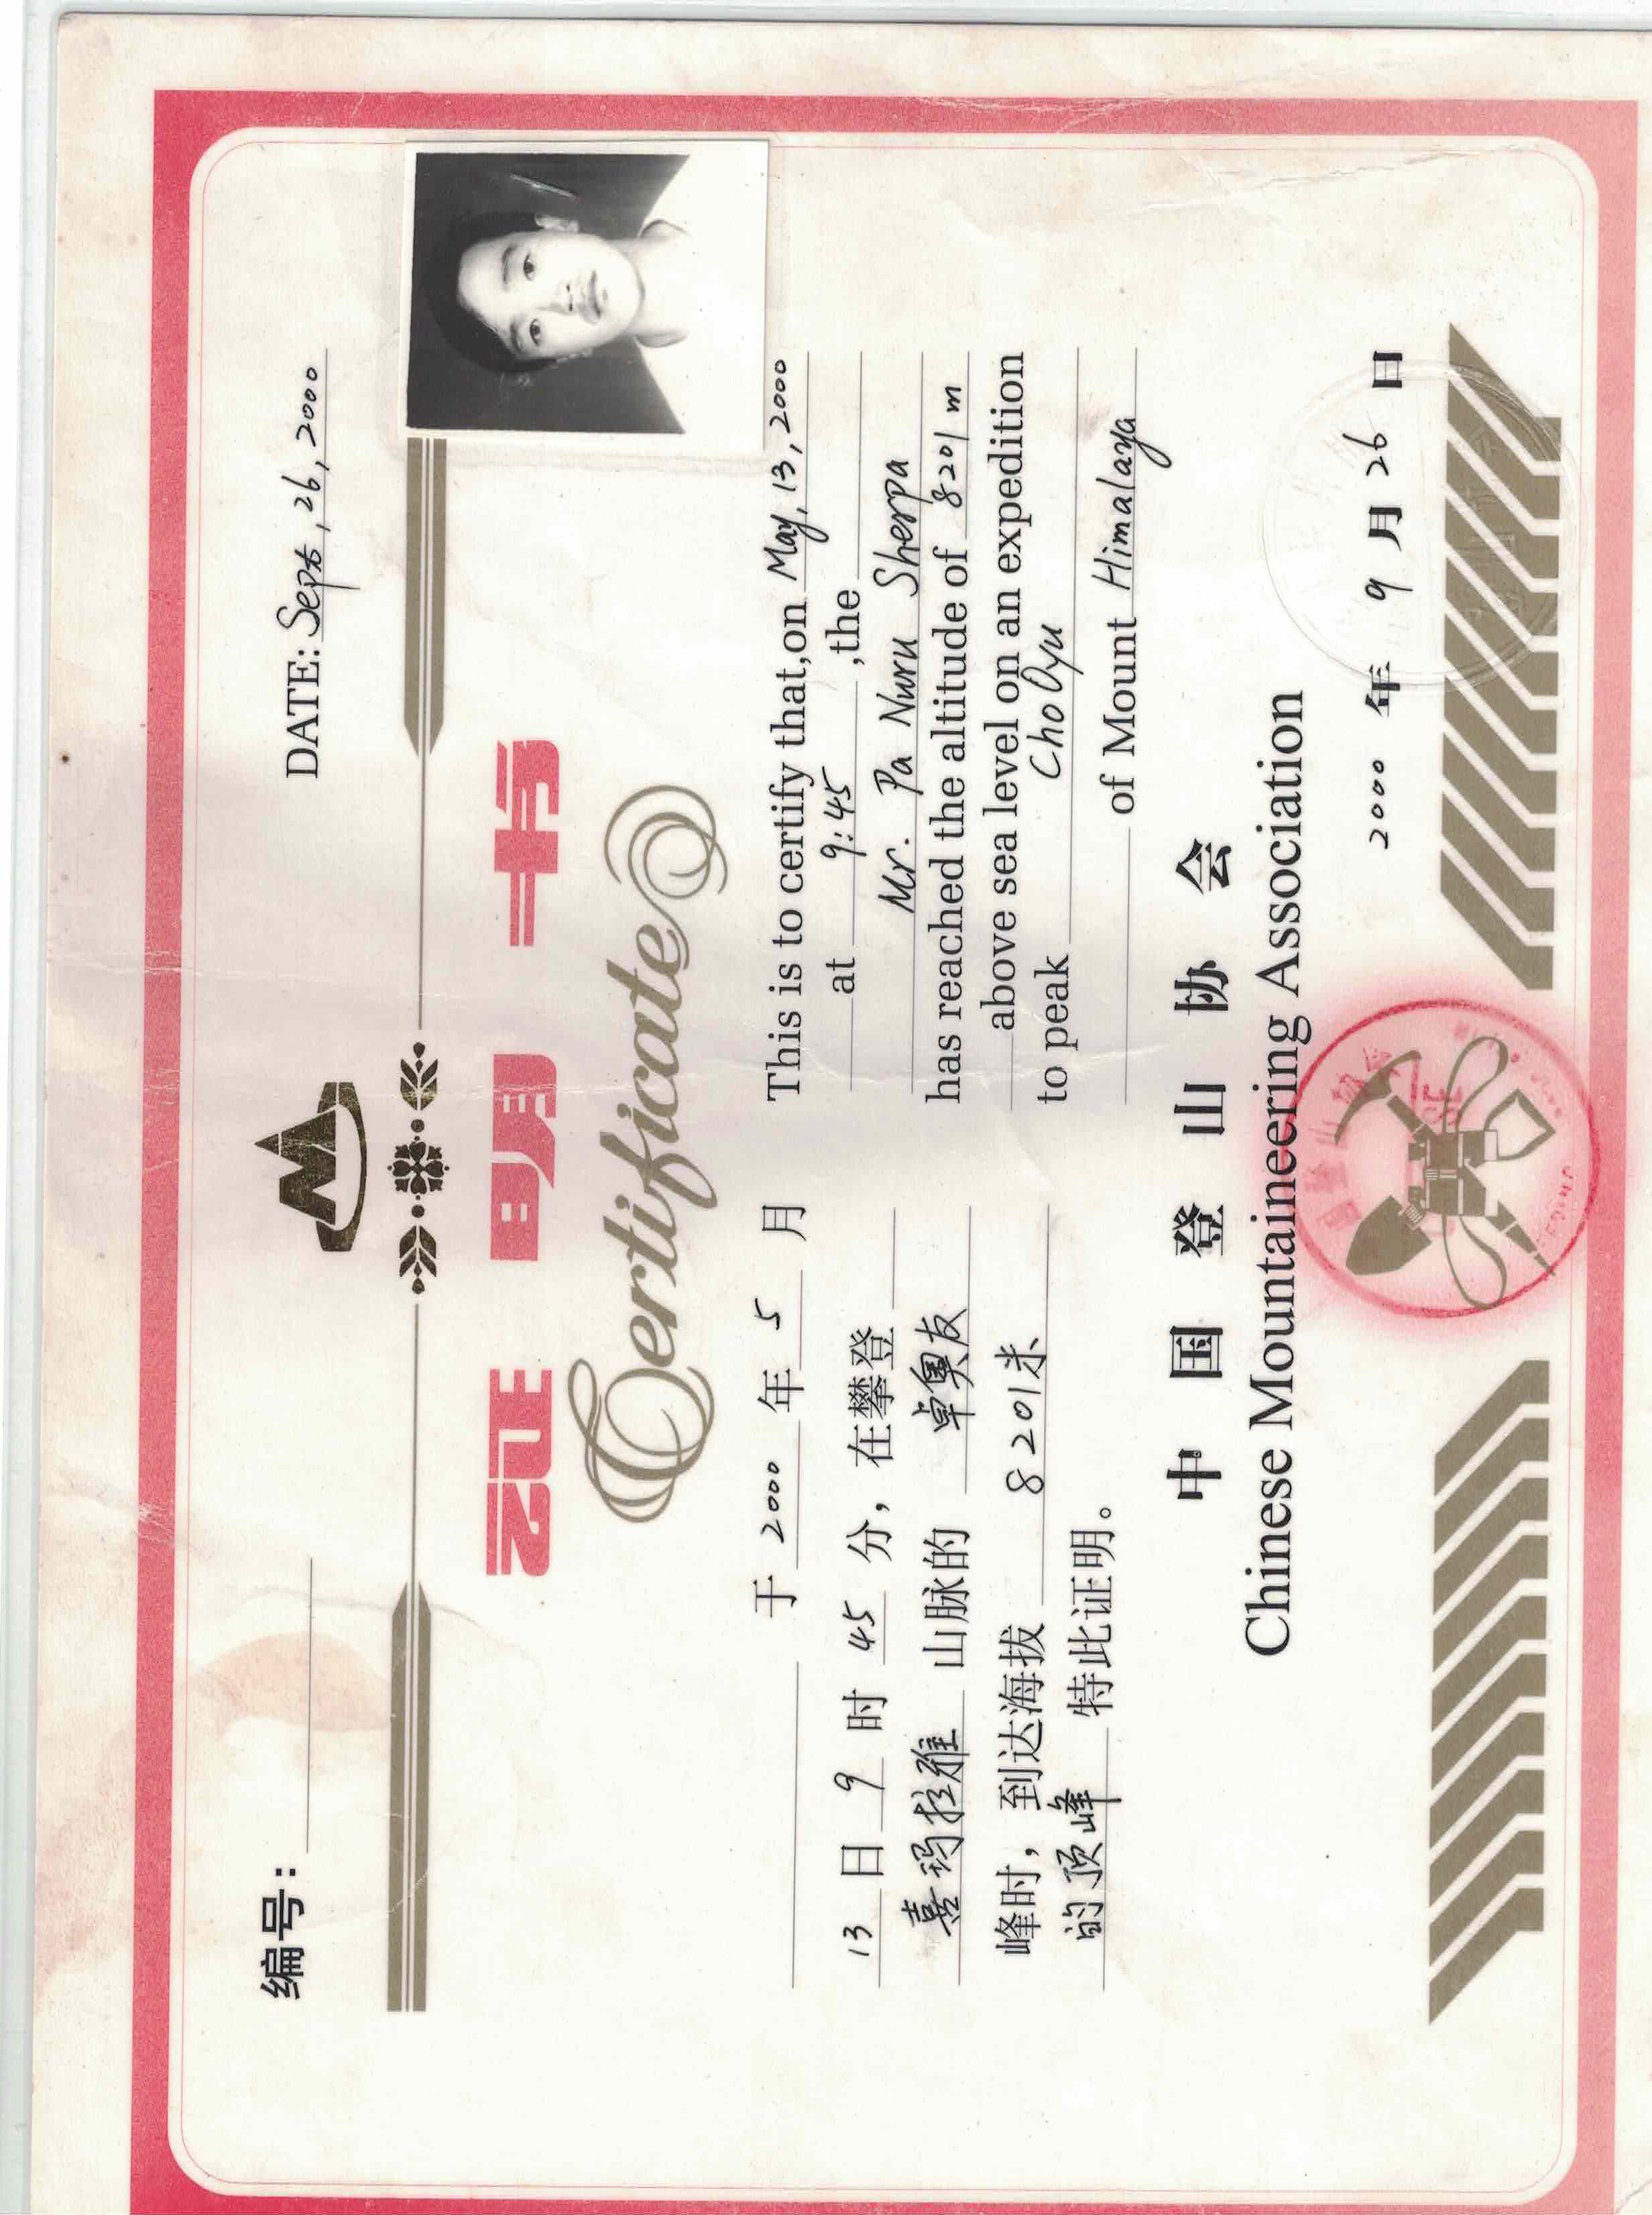 编号：
DATE: Sept, 26, 2000
证 明 书
Certificate
于 2000 年 5 月
13 日 9 时 45 分，在攀登
喜玛拉雅 山脉的 卓奥友
峰时，到达海拔 8201米
的顶峰 特此证明。
This is to certify that,on May, 13, 2000
at 9:45 ,the
Mr. Pa Nuru Sherpa
has reached the altitude of 8201 m
above sea level on an expedition
to peak Cho Oyu
of Mount Himalaya
中 国 登 山 协 会
Chinese Mountaineering Association
2000 年 9 月 26 日